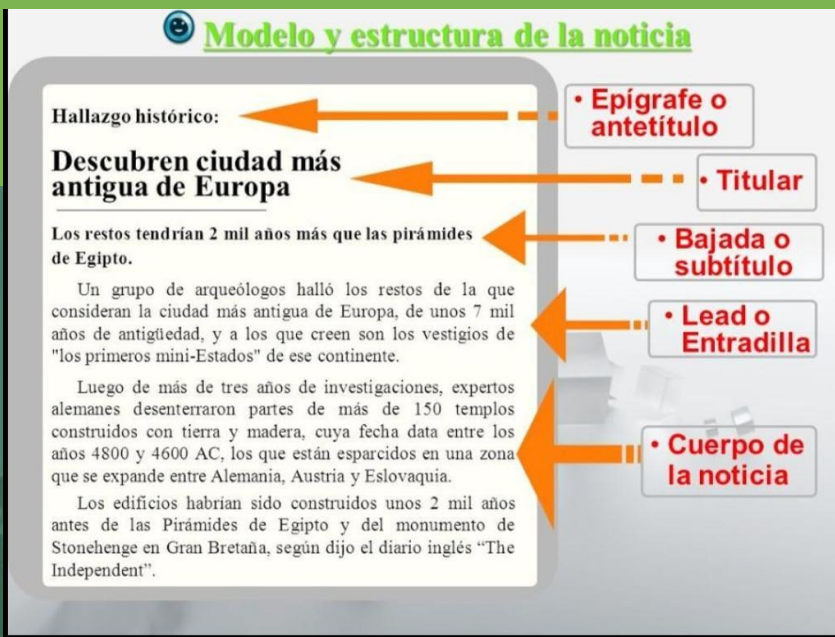 Modelo y estructura de la noticia
Hallazgo histórico:
• Epígrafe o
antetítulo
Descubren ciudad más
antigua de Europa
• Titular
Los restos tendrían 2 mil años más que las pirámides
de Egipto.
• Bajada o
subtítulo
Un grupo de arqueólogos halló los restos de la que
consideran la ciudad más antigua de Europa, de unos 7 mil
años de antigüedad, y a los que creen son los vestigios de
"los primeros mini-Estados" de ese continente.
• Lead o
Entradilla
Luego de más de tres años de investigaciones, expertos
alemanes desenterraron partes de más de 150 templos
construidos con tierra y madera, cuya fecha data entre los
años 4800 y 4600 AC, los que están esparcidos en una zona
que se expande entre Alemania, Austria y Eslovaquia.
Los edificios habrían sido construidos unos 2 mil años
antes de las Pirámides de Egipto y del monumento de
Stonehenge en Gran Bretaña, según dijo el diario inglés “The
Independent”.
• Cuerpo de
la noticia